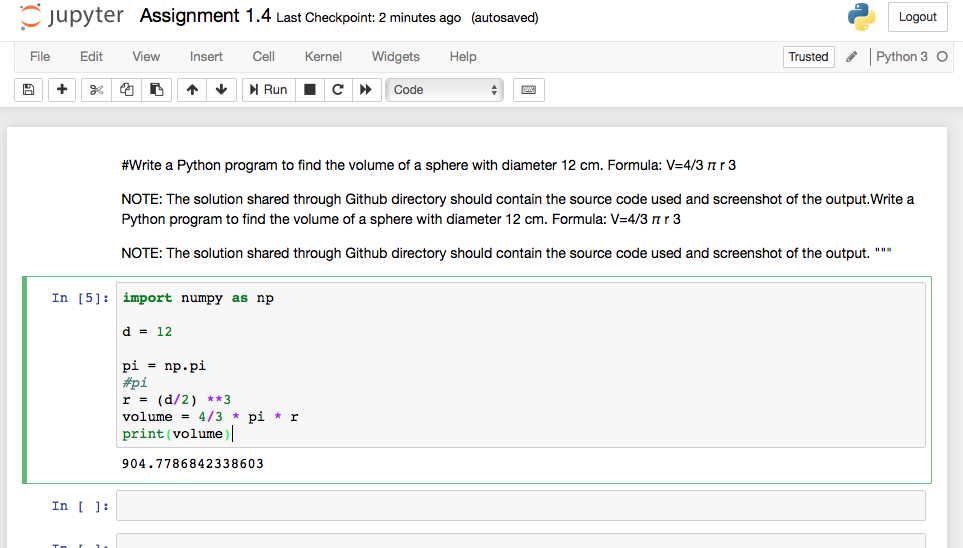 jupyter Assignment 1.4 Last Checkpoint: 2 minutes ago (autosaved)
Logout
File Edit View Insert Cell Kernel Widgets Help
Trusted Python 3
Run Code
#Write a Python program to find the volume of a sphere with diameter 12 cm. Formula: V=4/3 π r 3
NOTE: The solution shared through Github directory should contain the source code used and screenshot of the output.Write a
Python program to find the volume of a sphere with diameter 12 cm. Formula: V=4/3 π r 3
NOTE: The solution shared through Github directory should contain the source code used and screenshot of the output. """
In [5]:
import numpy as np
d = 12
pi = np.pi
#pi
r = (d/2) **3
volume = 4/3 * pi * r
print(volume)
904.7786842338603
In [ ]:
In [ ]: